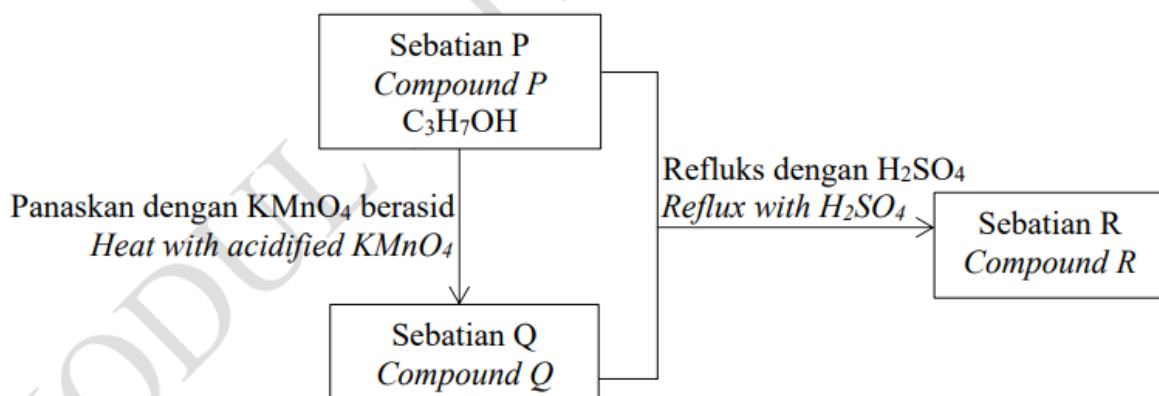 Sebatian P
Compound P
C₃H₇OH
Panaskan dengan KMnO₄ berasid
Heat with acidified KMnO₄
Refluks dengan H₂SO₄
Reflux with H₂SO₄
Sebatian R
Compound R
Sebatian Q
Compound Q